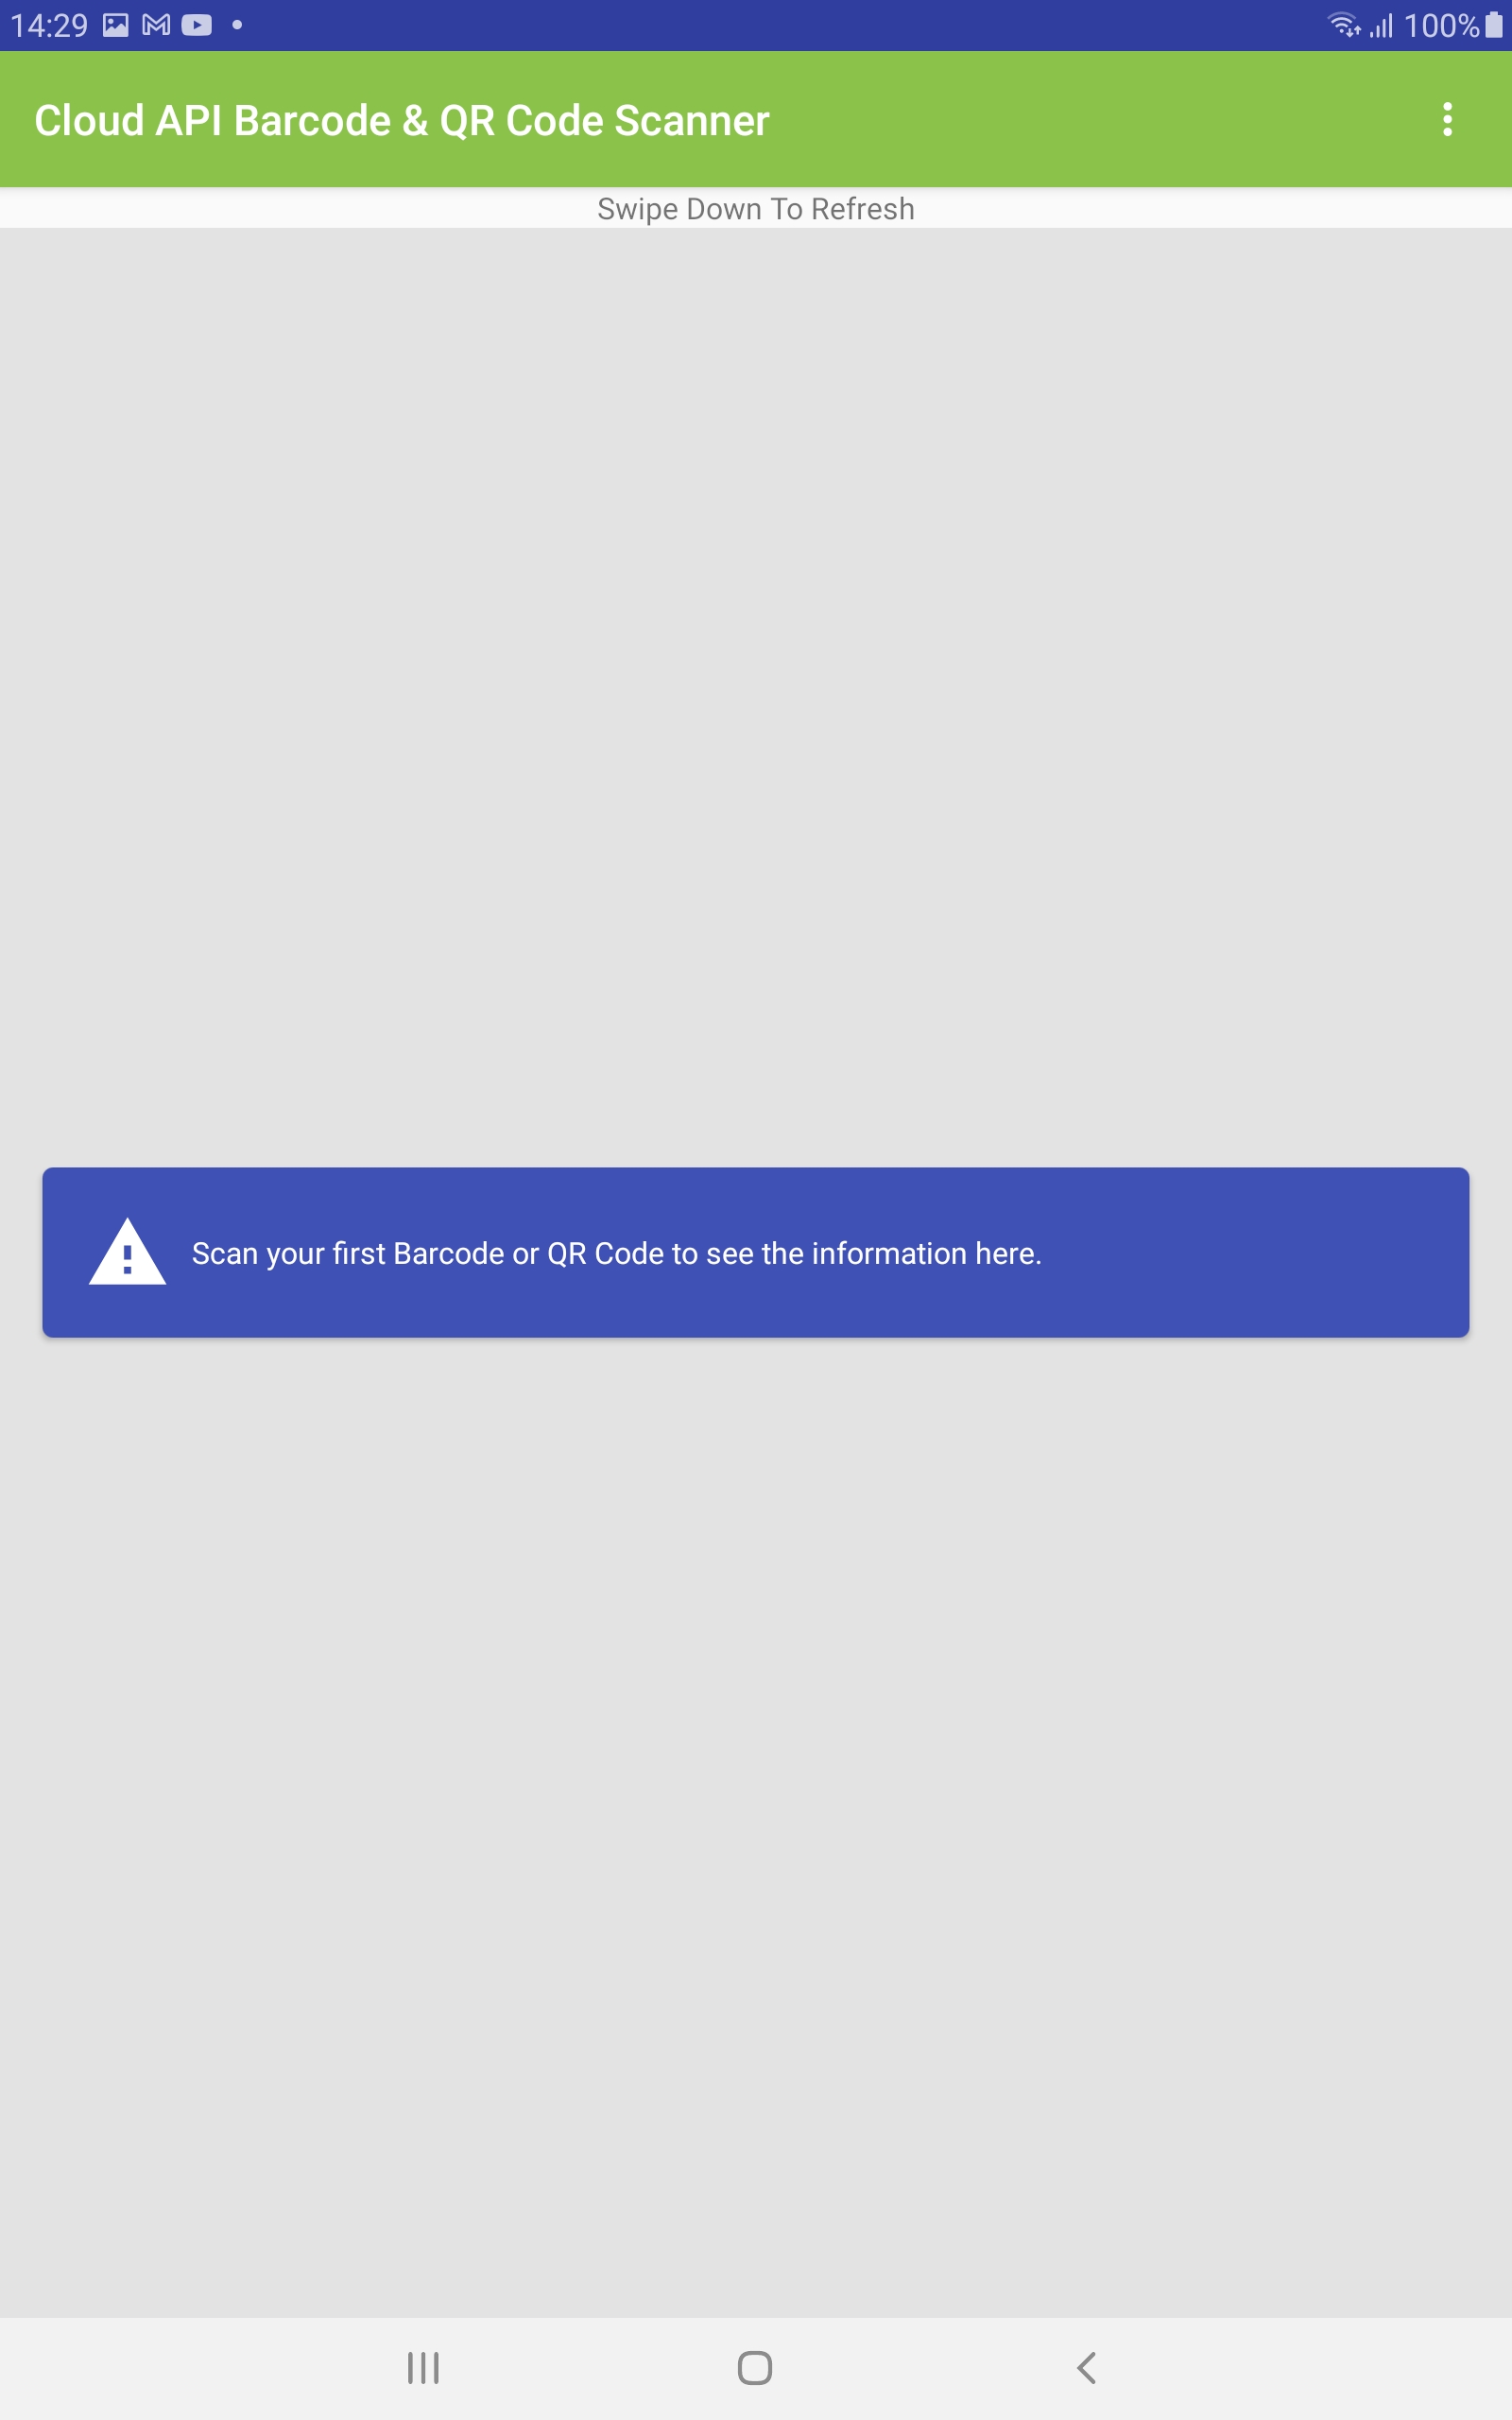 14:29 100%
Cloud API Barcode & QR Code Scanner
Swipe Down To Refresh
Scan your first Barcode or QR Code to see the information here.